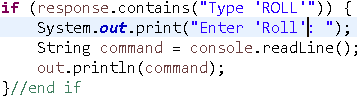 if (response.contains("Type 'ROLL'")) {
System.out.print("Enter 'Roll': ");
String command = console.readLine();
out.println(command);
}//end if